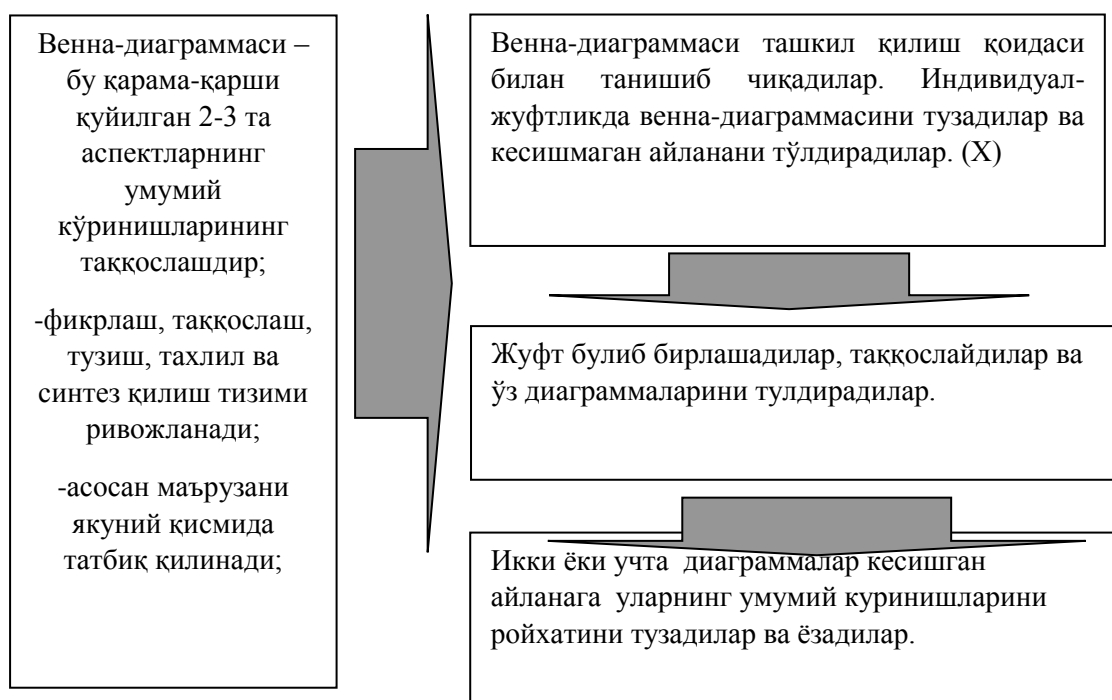 Венна-диаграммаси –
бу қарама-қарши
қуйилган 2-3 та
аспектларнинг
умумий
кўринишларининг
таққослашдир;
-фикрлаш, таққослаш,
тузиш, тахлил ва
синтез қилиш тизими
ривожланади;
-асосан маърузани
якуний қисмида
татбиқ қилинади;
Венна-диаграммаси ташкил қилиш қоидаси
билан танишиб чиқадилар. Индивидуал-
жуфтликда венна-диаграммасини тузадилар ва
кесишмаган айланани тўлдирадилар. (Х)
Жуфт булиб бирлашадилар, таққослайдилар ва
ўз диаграммаларини тулдирадилар.
Икки ёки учта диаграммалар кесишган
айланага уларнинг умумий куринишларини
ройхатини тузадилар ва ёзадилар.